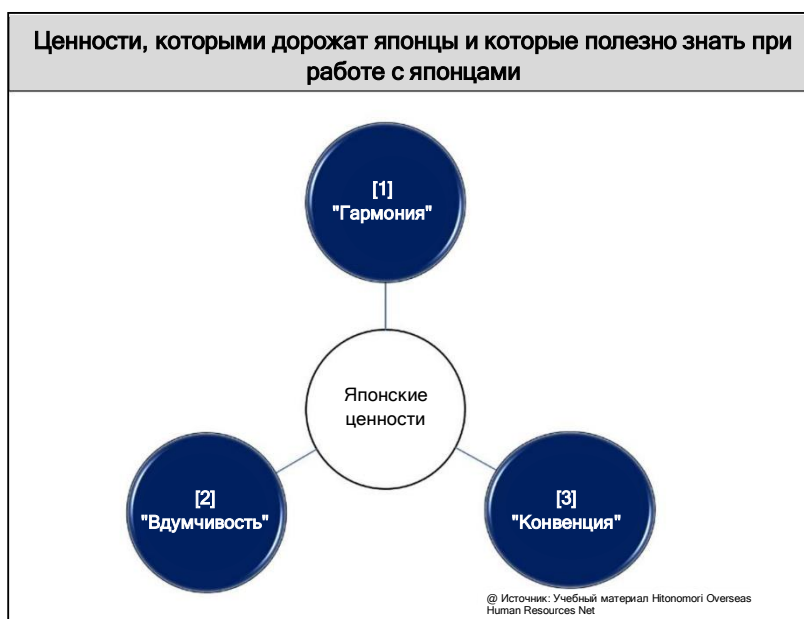 Ценности, которыми дорожат японцы и которые полезно знать при
работе с японцами
[1]
"Гармония"
Японские
ценности
[2]
"Вдумчивость"
[3]
"Конвенция"
@ Источник: Учебный материал Hitonomori Overseas
Human Resources Net